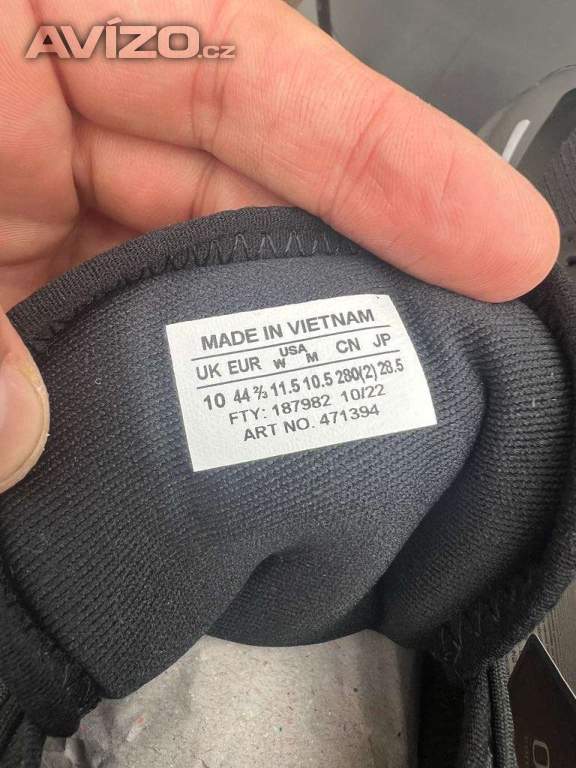 AVÍZO.cz
MADE IN VIETNAM
UK EUR USA W M CN JP
10 44 ⅔ 11.5 10.5 280(2) 28.5
FTY: 187982 10/22
ART NO. 471394